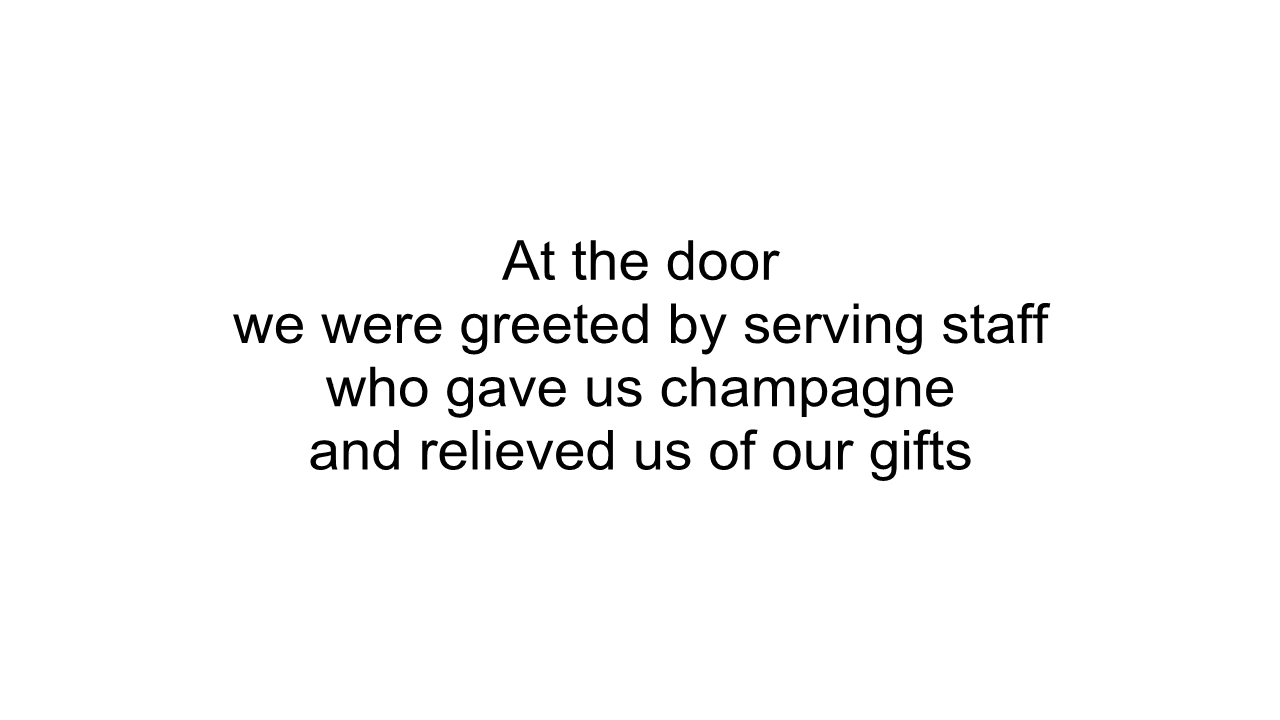 At the door
we were greeted by serving staff
who gave us champagne
and relieved us of our gifts